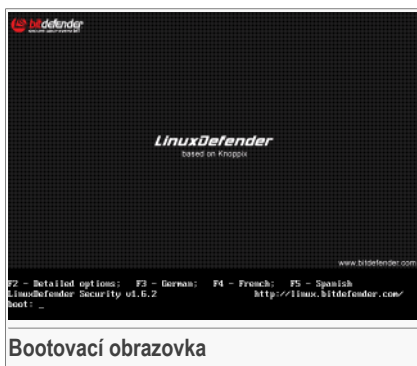 bitdefender
LinuxDefender
based on Knoppix
www.bitdefender.com
F2 - Detailed options; F3 - German; F4 - French; F5 - Spanish
LinuxDefender Security v1.6.2 http://linux.bitdefender.com/
boot: _
Bootovací obrazovka